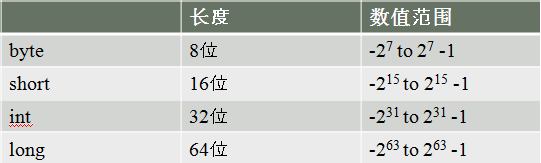 长度 数值范围
byte 8位 -2⁷ to 2⁷ -1
short 16位 -2¹⁵ to 2¹⁵ -1
int 32位 -2³¹ to 2³¹ -1
long 64位 -2⁶³ to 2⁶³ -1